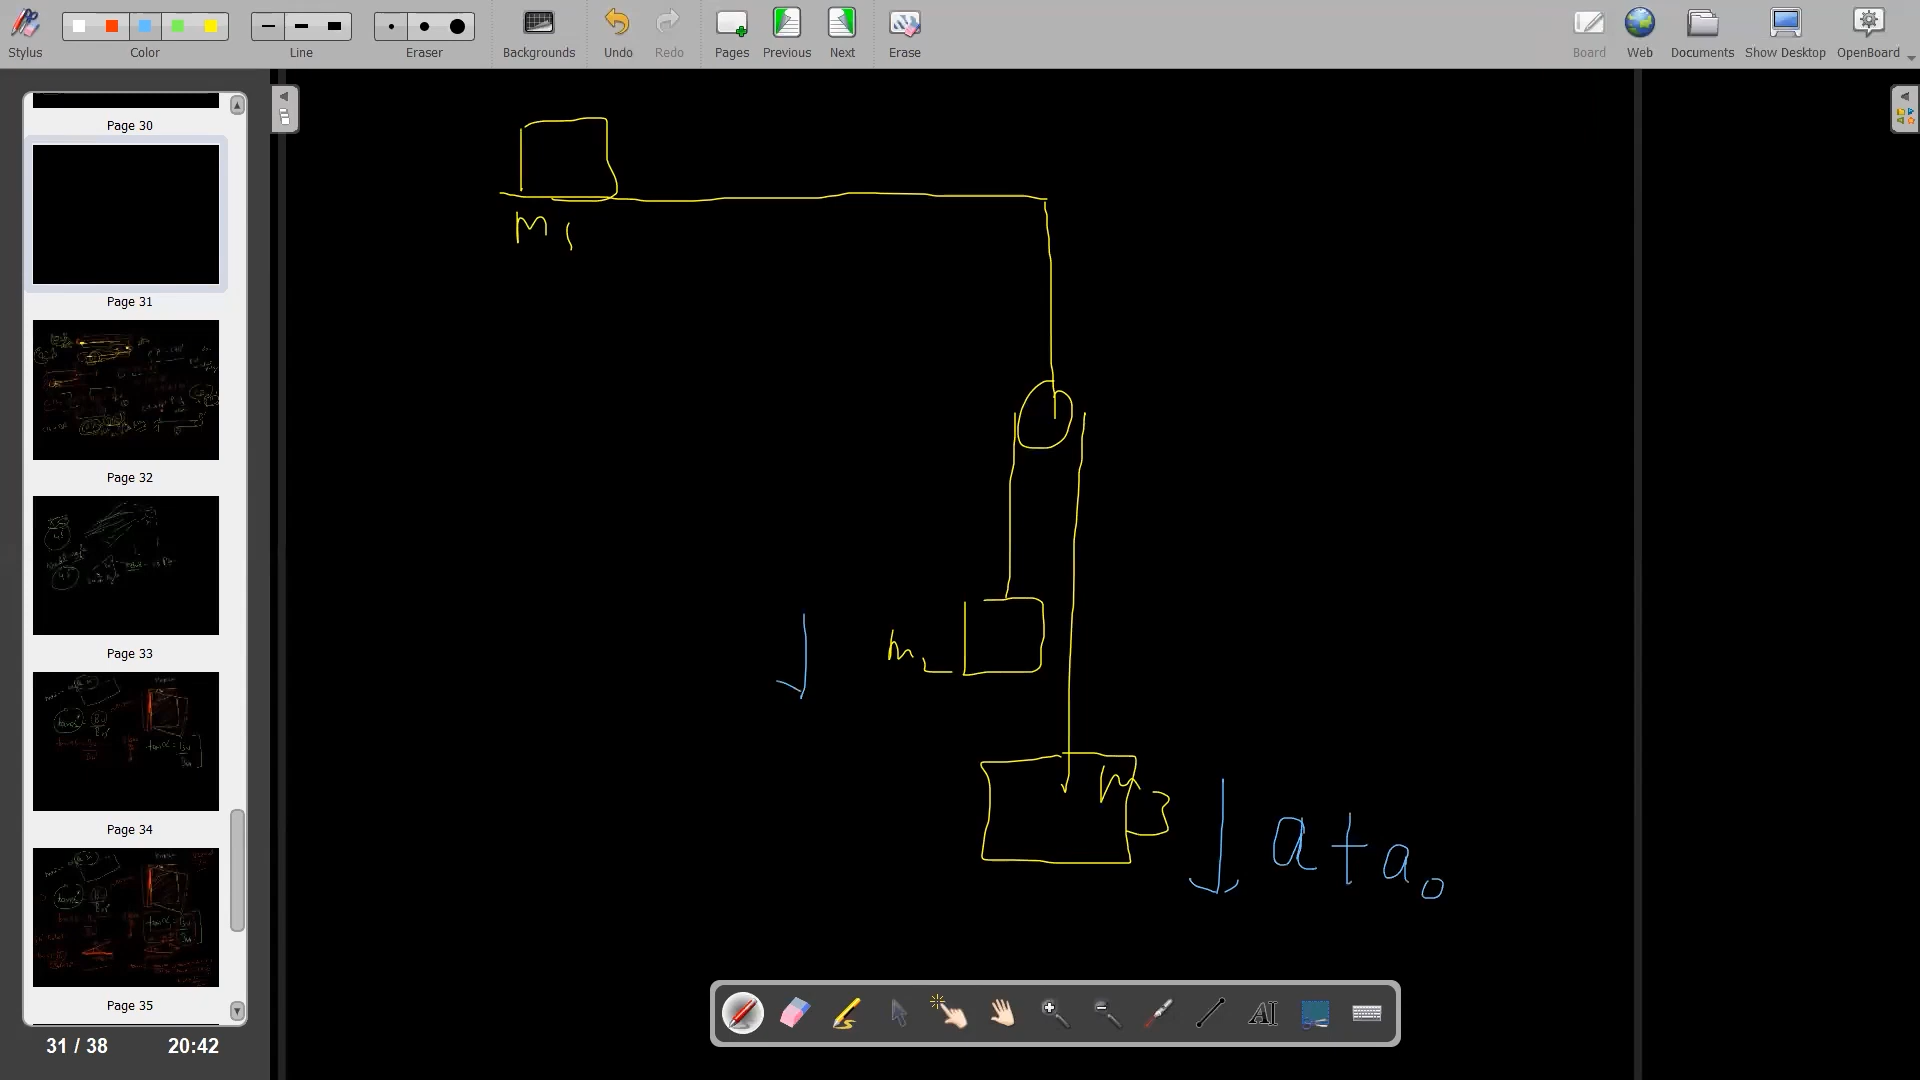 Stylus
Color
Line
Eraser
Backgrounds
Undo
Redo
Pages
Previous
Next
Erase
Board
Web
Documents
Show Desktop
OpenBoard
Page 30
Page 31
Page 32
Page 33
Page 34
Page 35
31 / 38
20:42
m1
m2
m3
a + a0